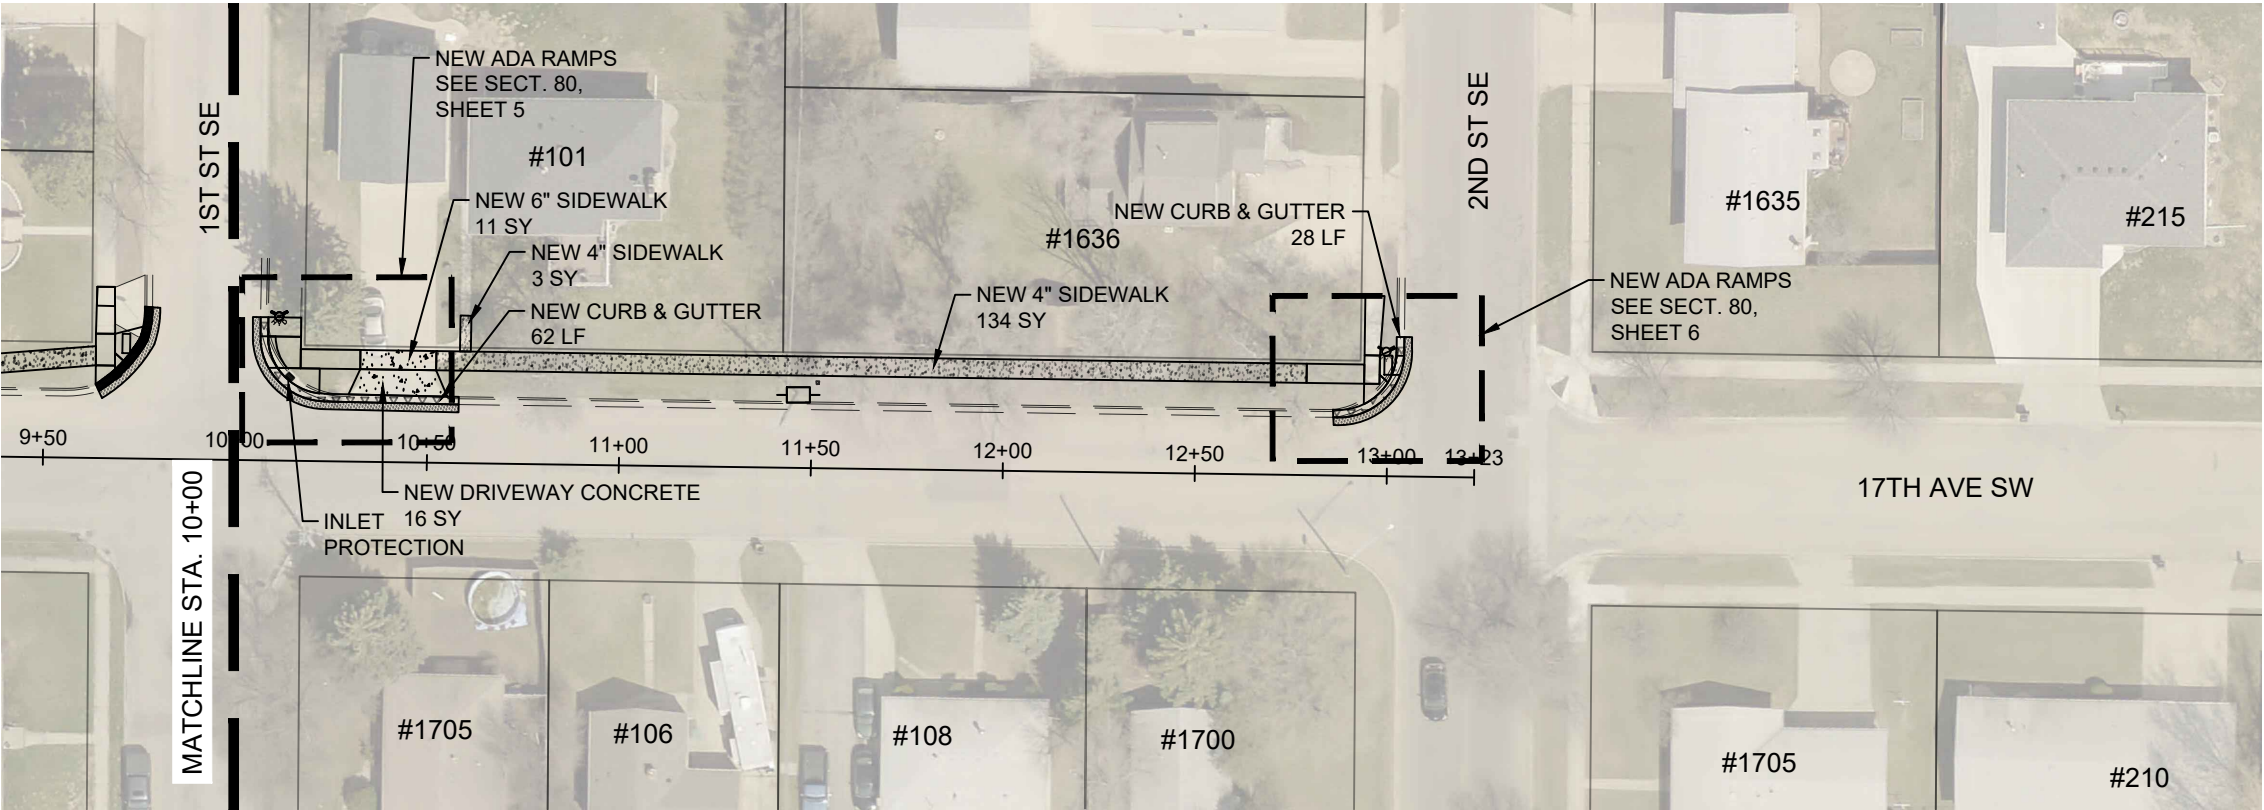 NEW ADA RAMPS
SEE SECT. 80,
SHEET 5
1ST ST SE
#101
NEW 6" SIDEWALK
11 SY
NEW 4" SIDEWALK
3 SY
NEW CURB & GUTTER
62 LF
NEW 4" SIDEWALK
134 SY
#1636
NEW CURB & GUTTER
28 LF
2ND ST SE
#1635
#215
NEW ADA RAMPS
SEE SECT. 80,
SHEET 6
9+50
10+00
10+50
11+00
11+50
12+00
12+50
13+00
13+23
17TH AVE SW
MATCHLINE STA. 10+00
NEW DRIVEWAY CONCRETE
16 SY
INLET
PROTECTION
#1705
#106
#108
#1700
#1705
#210